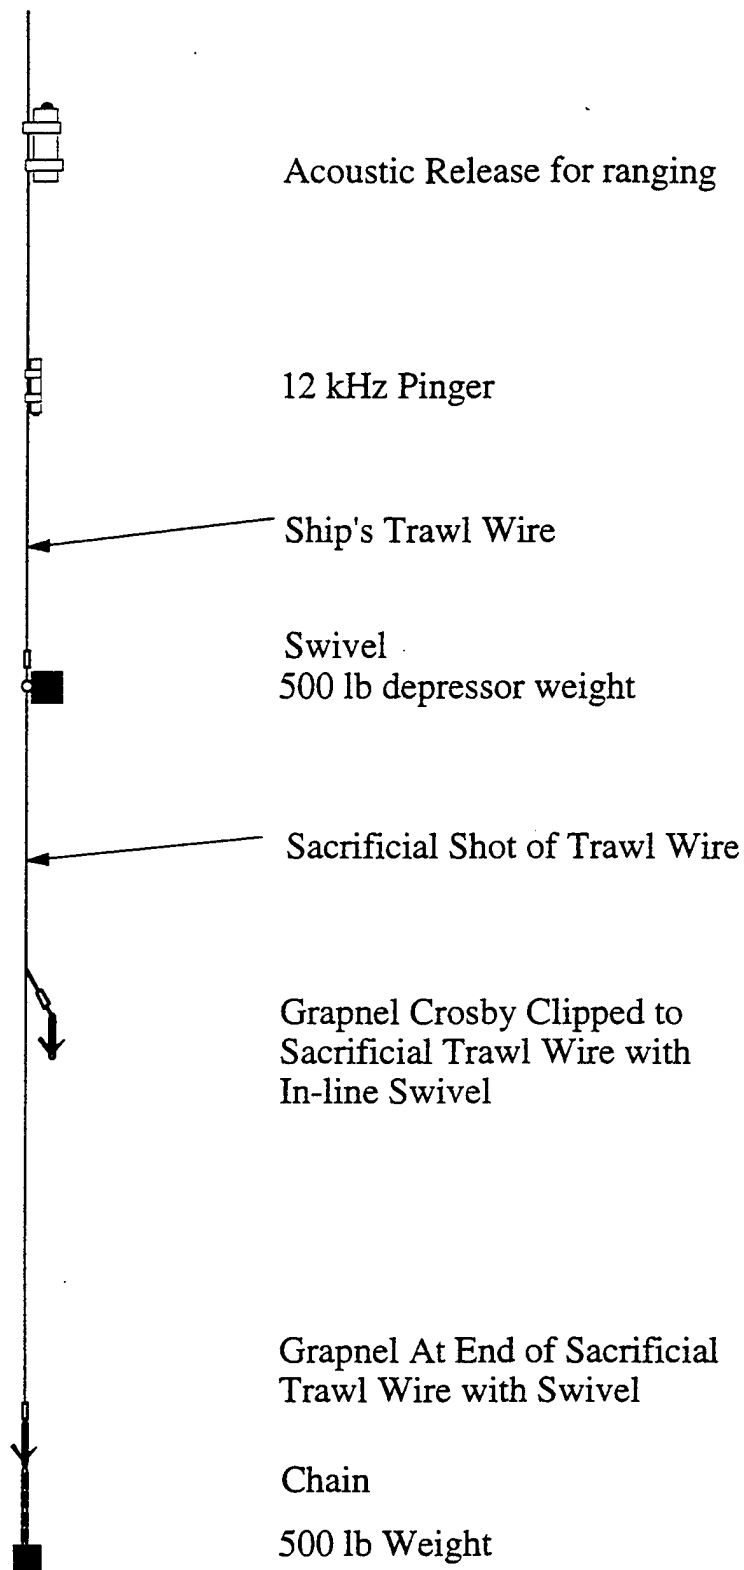 Acoustic Release for ranging
12 kHz Pinger
Ship's Trawl Wire
Swivel
500 lb depressor weight
Sacrificial Shot of Trawl Wire
Grapnel Crosby Clipped to
Sacrificial Trawl Wire with
In-line Swivel
Grapnel At End of Sacrificial
Trawl Wire with Swivel
Chain
500 lb Weight